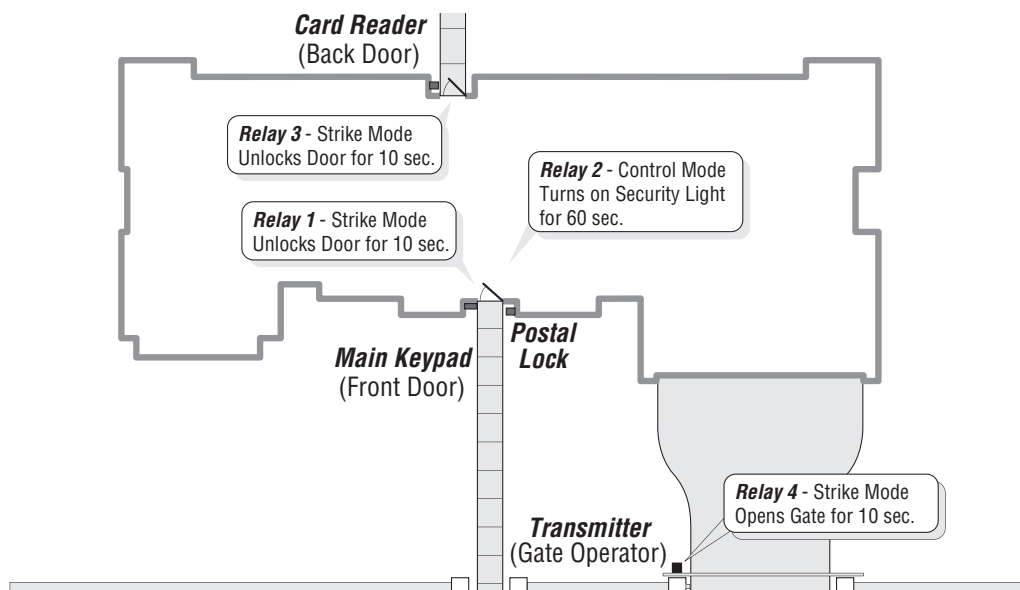 Card Reader
(Back Door)
Relay 3 - Strike Mode
Unlocks Door for 10 sec.
Relay 2 - Control Mode
Turns on Security Light
for 60 sec.
Relay 1 - Strike Mode
Unlocks Door for 10 sec.
Postal
Lock
Main Keypad
(Front Door)
Relay 4 - Strike Mode
Opens Gate for 10 sec.
Transmitter
(Gate Operator)